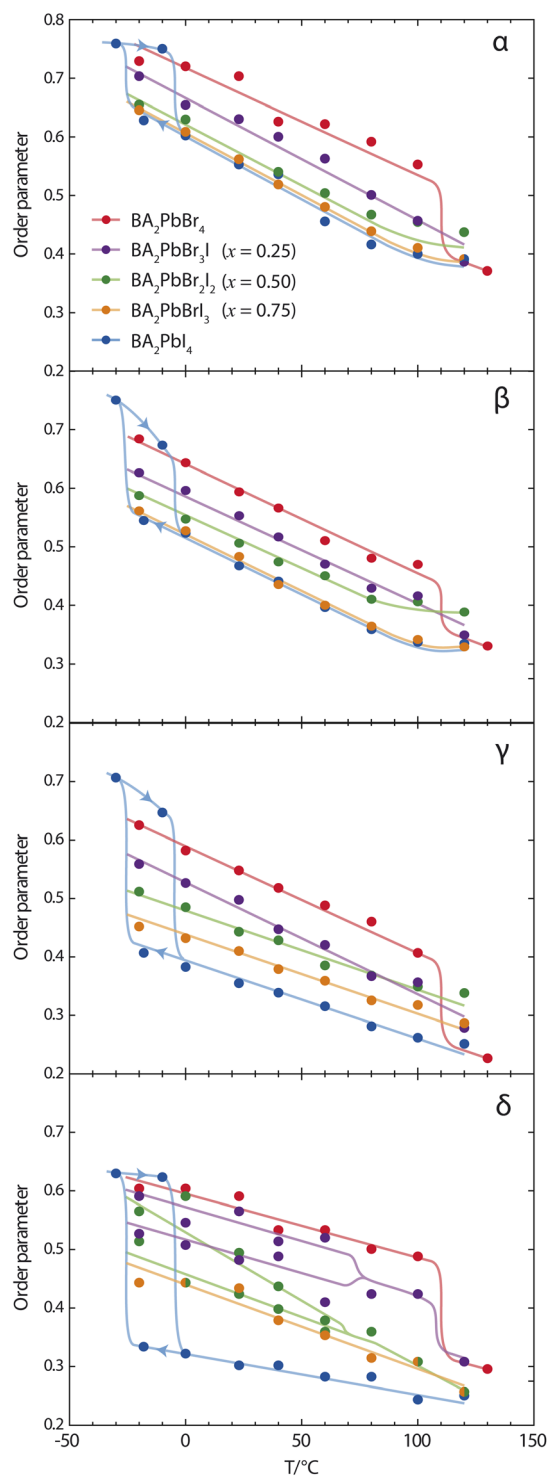 α
0.8
0.7
0.6
0.5
0.4
0.3
0.2
Order parameter
BA₂PbBr₄
BA₂PbBr₃I (x = 0.25)
BA₂PbBr₂I₂ (x = 0.50)
BA₂PbBrI₃ (x = 0.75)
BA₂PbI₄
β
0.7
0.6
0.5
0.4
0.3
0.2
Order parameter
γ
0.7
0.6
0.5
0.4
0.3
0.2
Order parameter
δ
0.7
0.6
0.5
0.4
0.3
0.2
Order parameter
-50 0 50 100 150
T/°C